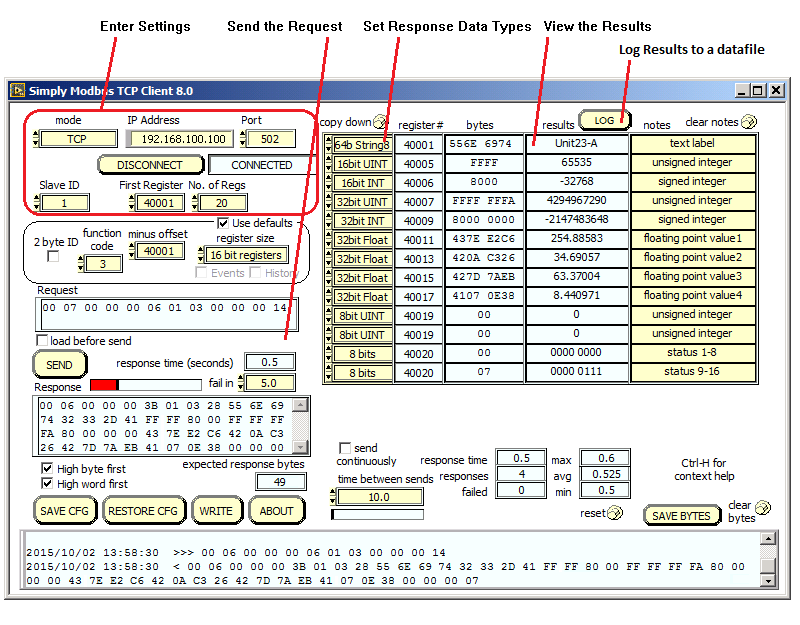 Enter Settings
Send the Request
Set Response Data Types
View the Results
Log Results to a datafile
Simply Modbus TCP Client 8.0
mode
IP Address
Port
TCP
192.168.100.100
502
DISCONNECT
CONNECTED
Slave ID
First Register
No. of Regs
1
40001
20
2 byte ID
function
code
3
minus offset
40001
Use defaults
register size
16 bit registers
Events
History
Request
00 07 00 00 00 06 01 03 00 00 00 14
load before send
SEND
response time (seconds)
0.5
Response
fail in
5.0
00 06 00 00 00 3B 01 03 28 55 6E 69
74 32 33 2D 41 FF FF 80 00 FF FF FF
FA 80 00 00 00 43 7E E2 C6 42 0A C3
26 42 7D 7A EB 41 07 0E 38 00 00 00
High byte first
High word first
expected response bytes
49
SAVE CFG
RESTORE CFG
WRITE
ABOUT
copy down
register#
bytes
results
LOG
notes
clear notes
64b String8 40001 556E 6974 Unit23-A text label
16bit UINT 40005 FFFF 65535 unsigned integer
16bit INT 40006 8000 -32768 signed integer
32bit UINT 40007 FFFF FFFA 4294967290 unsigned integer
32bit INT 40009 8000 0000 -2147483648 signed integer
32bit Float 40011 437E E2C6 254.88583 floating point value1
32bit Float 40013 420A C326 34.69057 floating point value2
32bit Float 40015 427D 7AEB 63.37004 floating point value3
32bit Float 40017 4107 0E38 8.440971 floating point value4
8bit UINT 40019 00 0 unsigned integer
8bit UINT 40019 00 0 unsigned integer
8 bits 40020 00 0000 0000 status 1-8
8 bits 40020 07 0000 0111 status 9-16
send
continuously
time between sends
10.0
response time 0.5 max 0.6
responses 4 avg 0.525
failed 0 min 0.5
reset
Ctrl-H for
context help
SAVE BYTES
clear
bytes
2015/10/02 13:58:30 >>> 00 06 00 00 00 06 01 03 00 00 00 14
2015/10/02 13:58:30 < 00 06 00 00 00 3B 01 03 28 55 6E 69 74 32 33 2D 41 FF FF 80 00 FF FF FF FA 80 00
00 00 43 7E E2 C6 42 0A C3 26 42 7D 7A EB 41 07 0E 38 00 00 00 07